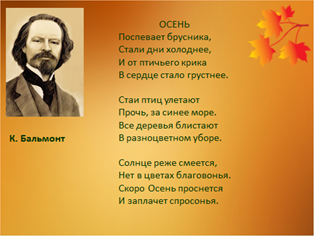 ОСЕНЬ
Поспевает брусника,
Стали дни холоднее,
И от птичьего крика
В сердце стало грустнее.
Стаи птиц улетают
Прочь, за синее море.
Все деревья блистают
В разноцветном уборе.
Солнце реже смеется,
Нет в цветах благовонья.
Скоро Осень проснется
И заплачет спросонья.
К. Бальмонт